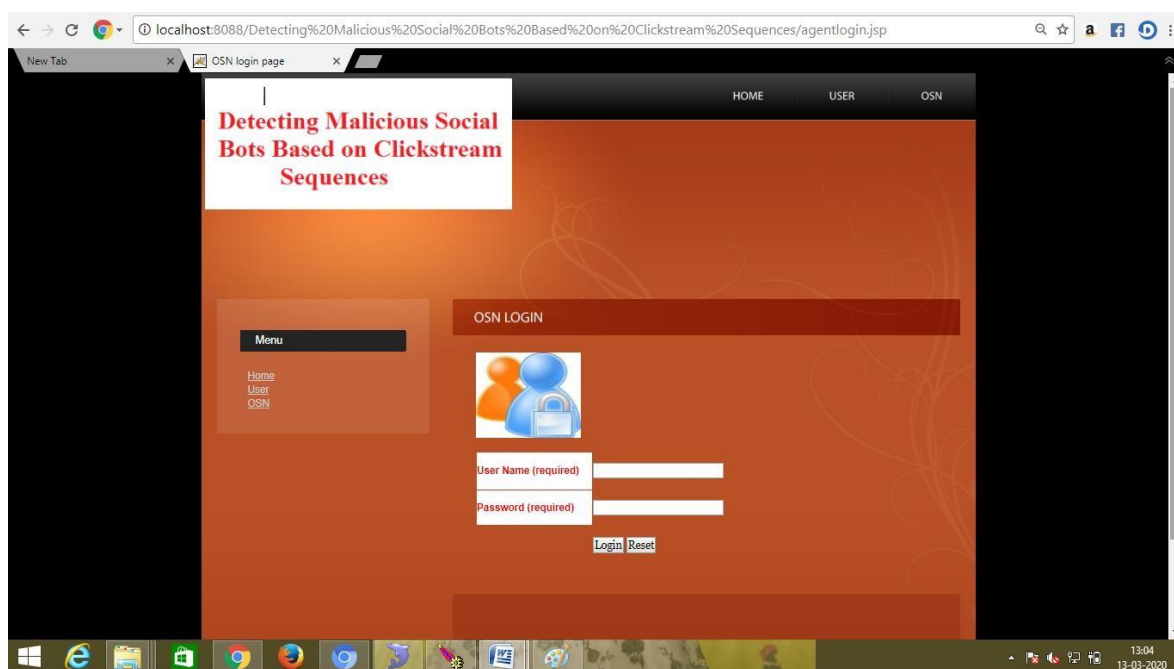 localhost:8088/Detecting%20Malicious%20Social%20Bots%20Based%20on%20Clickstream%20Sequences/agentlogin.jsp
New Tab
OSN login page
HOME USER OSN
Detecting Malicious Social
Bots Based on Clickstream
Sequences
Menu
Home
User
OSN
OSN LOGIN
User Name (required)
Password (required)
Login Reset
13:04
13-03-2020